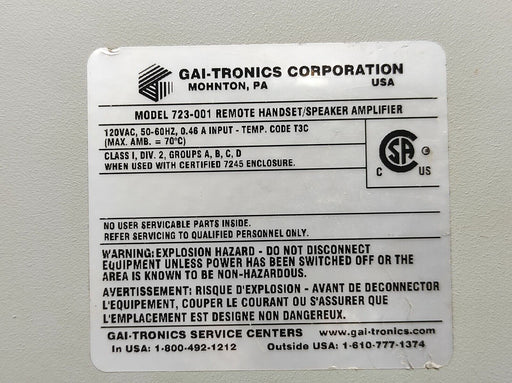 GAI-TRONICS CORPORATION
MOHNTON, PA USA
MODEL 723-001 REMOTE HANDSET/SPEAKER AMPLIFIER
120VAC, 50-60HZ, 0.46 A INPUT - TEMP. CODE T3C
(MAX. AMB. = 70°C)
CLASS I, DIV. 2, GROUPS A, B, C, D
WHEN USED WITH CERTIFIED 7245 ENCLOSURE.
CSA
C US
NO USER SERVICABLE PARTS INSIDE.
REFER SERVICING TO QUALIFIED PERSONNEL ONLY.
WARNING: EXPLOSION HAZARD - DO NOT DISCONNECT
EQUIPMENT UNLESS POWER HAS BEEN SWITCHED OFF OR THE
AREA IS KNOWN TO BE NON-HAZARDOUS.
AVERTISSEMENT: RISQUE D'EXPLOSION - AVANT DE DECONNECTOR
L'EQUIPEMENT, COUPER LE COURANT OU S'ASSURER QUE
L'EMPLACEMENT EST DESIGNE NON DANGEREUX.
GAI-TRONICS SERVICE CENTERS www.gai-tronics.com
In USA: 1-800-492-1212 Outside USA: 1-610-777-1374